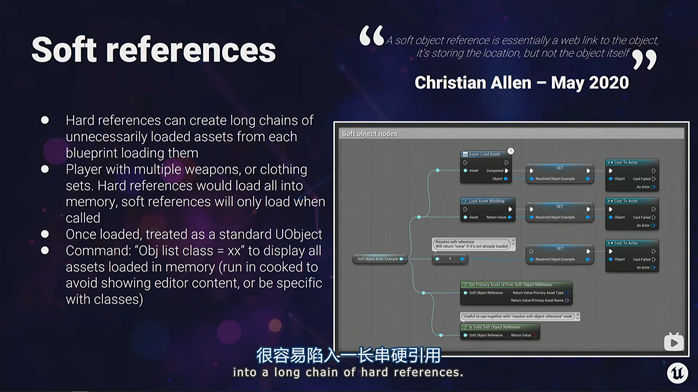 Soft references
A soft object reference is essentially a web link to the object,
it's storing the location, but not the object itself
Christian Allen – May 2020
Hard references can create long chains of
unnecessarily loaded assets from each
blueprint loading them
Player with multiple weapons, or clothing
sets. Hard references would load all into
memory, soft references will only load when
called
Once loaded, treated as a standard UObject
Command: “Obj list class = xx” to display all
assets loaded in memory (run in cooked to
avoid showing editor content, or be specific
with classes)
Soft object nodes
Async Load Asset
Asset Completed
Object
SET
Resolved Object Example
Cast To Actor
Object Cast Failed
As Actor
Load Asset Blocking
Asset Return Value
SET
Resolved Object Example
Cast To Actor
Object Cast Failed
As Actor
"Resolve soft reference
Will return "none" if it's not already loaded
Soft Object Actor Example
SET
Resolved Object Example
Cast To Actor
Object Cast Failed
As Actor
Get Primary Asset Id from Soft Object Reference
Soft Object Reference Return Value Primary Asset Type
Return Value Primary Asset Name
Useful to use together with "resolve soft reference" node
Is Valid Soft Object Reference
Soft Object Reference Return Value
很容易陷入一长串硬引用
into a long chain of hard references.